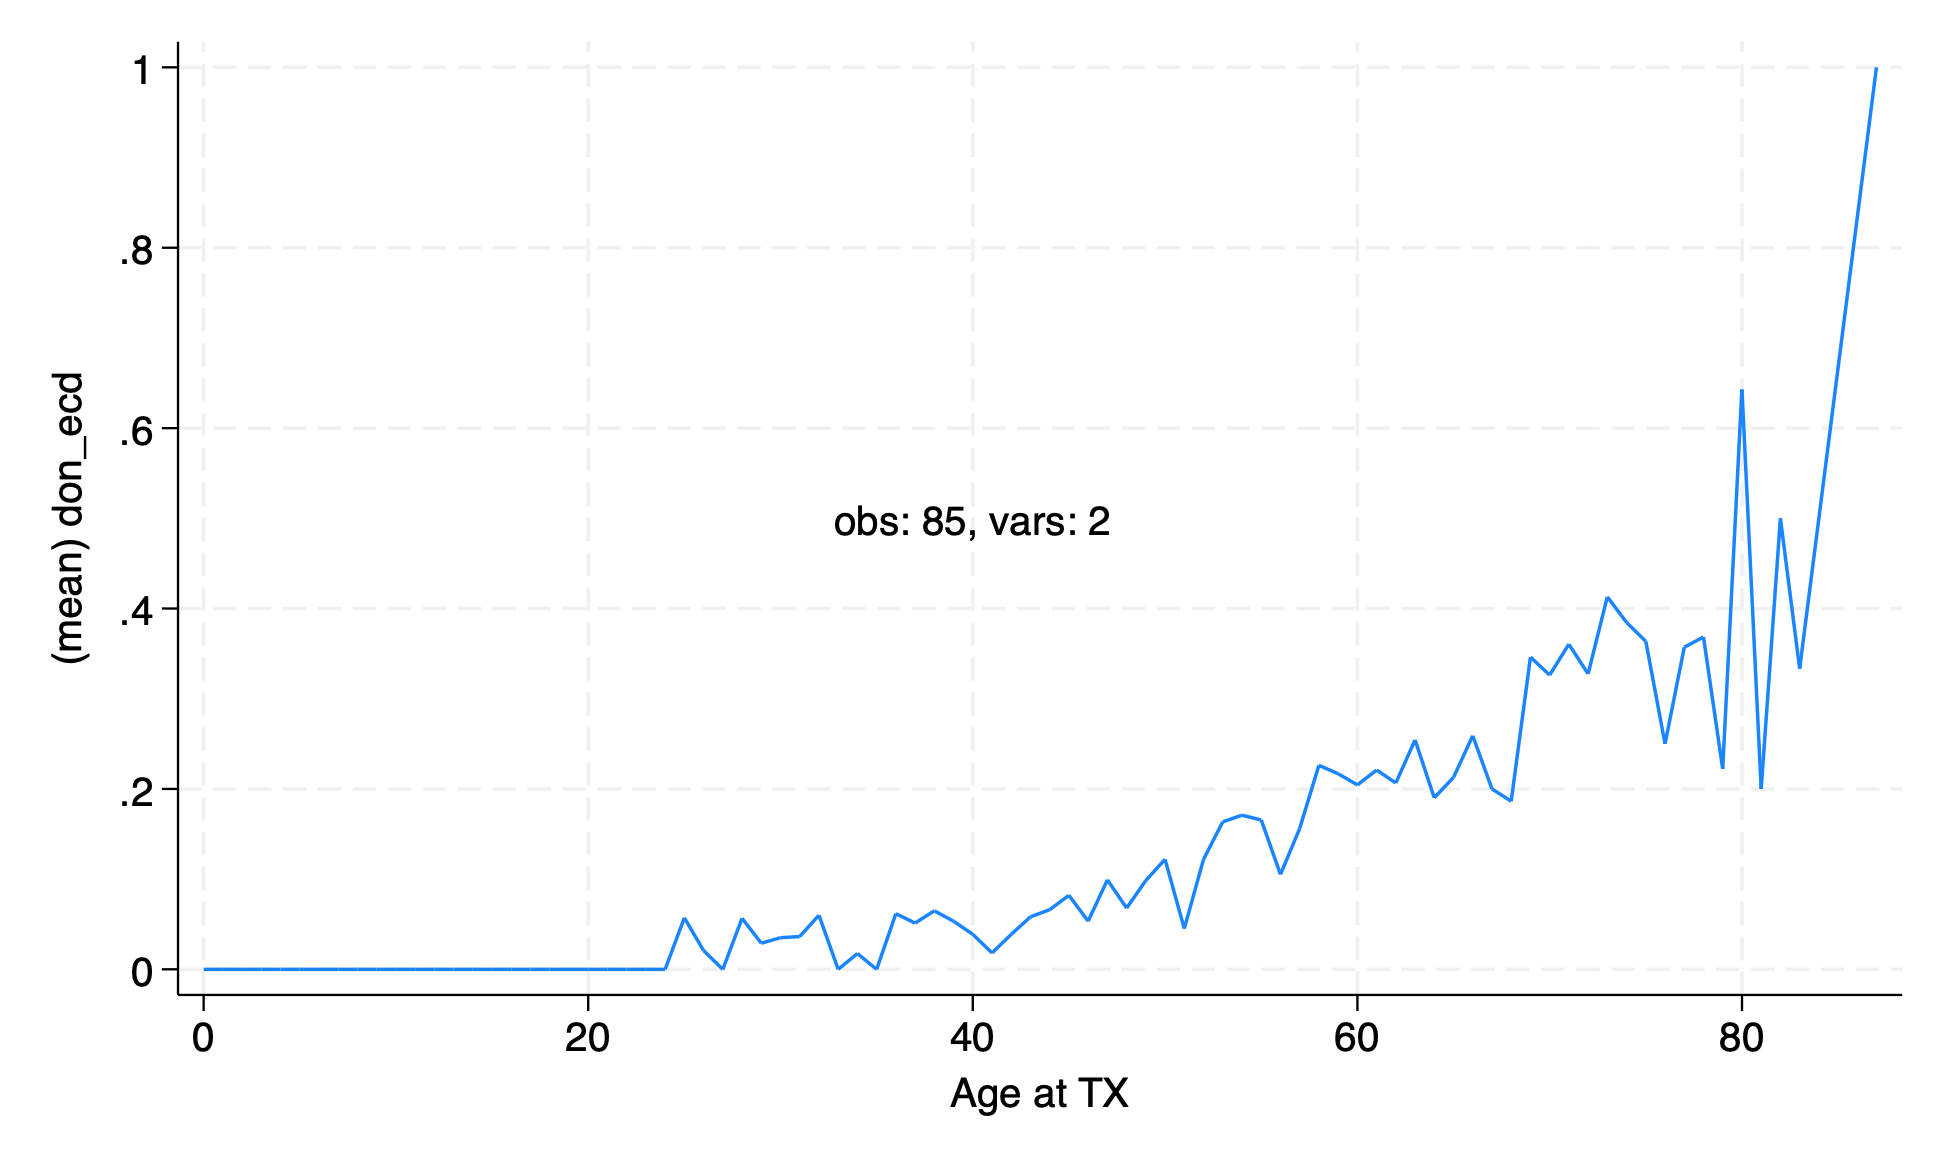 1
.8
.6
.4
.2
0
(mean) don_ecd
obs: 85, vars: 2
0 20 40 60 80
Age at TX